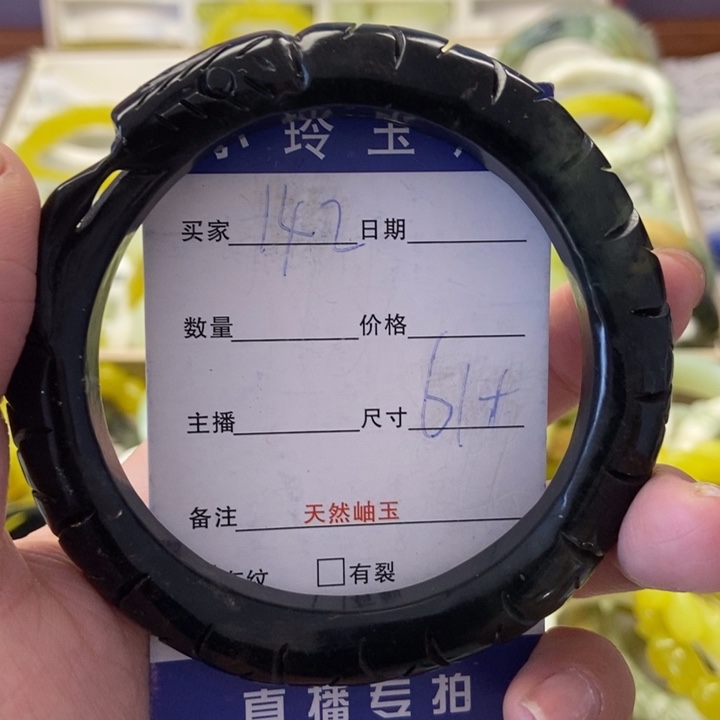 玲玉
买家 142 日期
数量 价格
主播 尺寸 61+
备注 天然岫玉
纹 □有裂
直播专拍